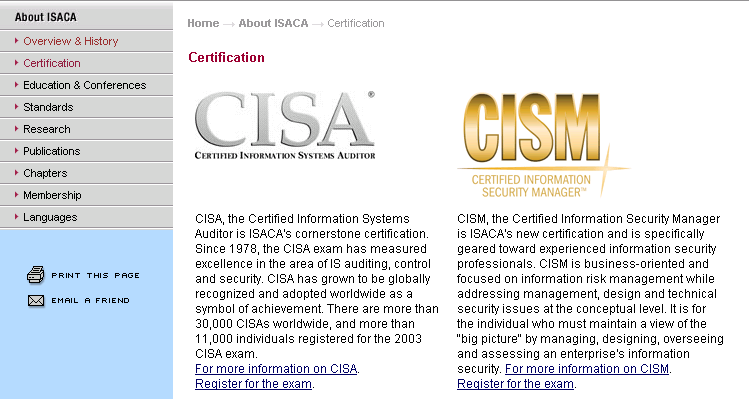 About ISACA
Overview & History
Certification
Education & Conferences
Standards
Research
Publications
Chapters
Membership
Languages
PRINT THIS PAGE
EMAIL A FRIEND
Home → About ISACA → Certification
Certification
CISA®
CERTIFIED INFORMATION SYSTEMS AUDITOR
CISA, the Certified Information Systems
Auditor is ISACA's cornerstone certification.
Since 1978, the CISA exam has measured
excellence in the area of IS auditing, control
and security. CISA has grown to be globally
recognized and adopted worldwide as a
symbol of achievement. There are more than
30,000 CISAs worldwide, and more than
11,000 individuals registered for the 2003
CISA exam.
For more information on CISA.
Register for the exam.
CISM
CERTIFIED INFORMATION
SECURITY MANAGER™
CISM, the Certified Information Security Manager
is ISACA's new certification and is specifically
geared toward experienced information security
professionals. CISM is business-oriented and
focused on information risk management while
addressing management, design and technical
security issues at the conceptual level. It is for
the individual who must maintain a view of the
"big picture" by managing, designing, overseeing
and assessing an enterprise's information
security. For more information on CISM.
Register for the exam.